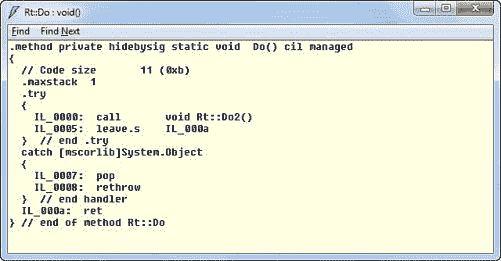 Rt::Do : void()
Find Find Next
.method private hidebysig static void  Do() cil managed
{
  // Code size       11 (0xb)
  .maxstack  1
  .try
  {
    IL_0000:  call       void Rt::Do2()
    IL_0005:  leave.s    IL_000a
  }  // end .try
  catch [mscorlib]System.Object
  {
    IL_0007:  pop
    IL_0008:  rethrow
  }  // end handler
  IL_000a:  ret
} // end of method Rt::Do